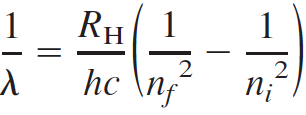 1/λ = R_H/hc (1/n_f² − 1/n_i²)